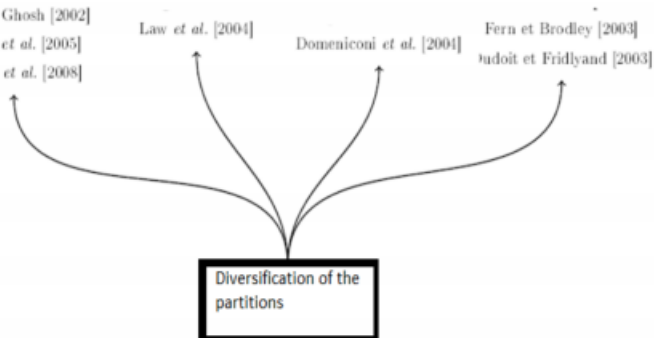 Ghosh [2002]
et al. [2005]
et al. [2008]
Law et al. [2004]
Domeniconi et al. [2004]
Fern et Brodley [2003]
udoit et Fridlyand [2003]
Diversification of the
partitions